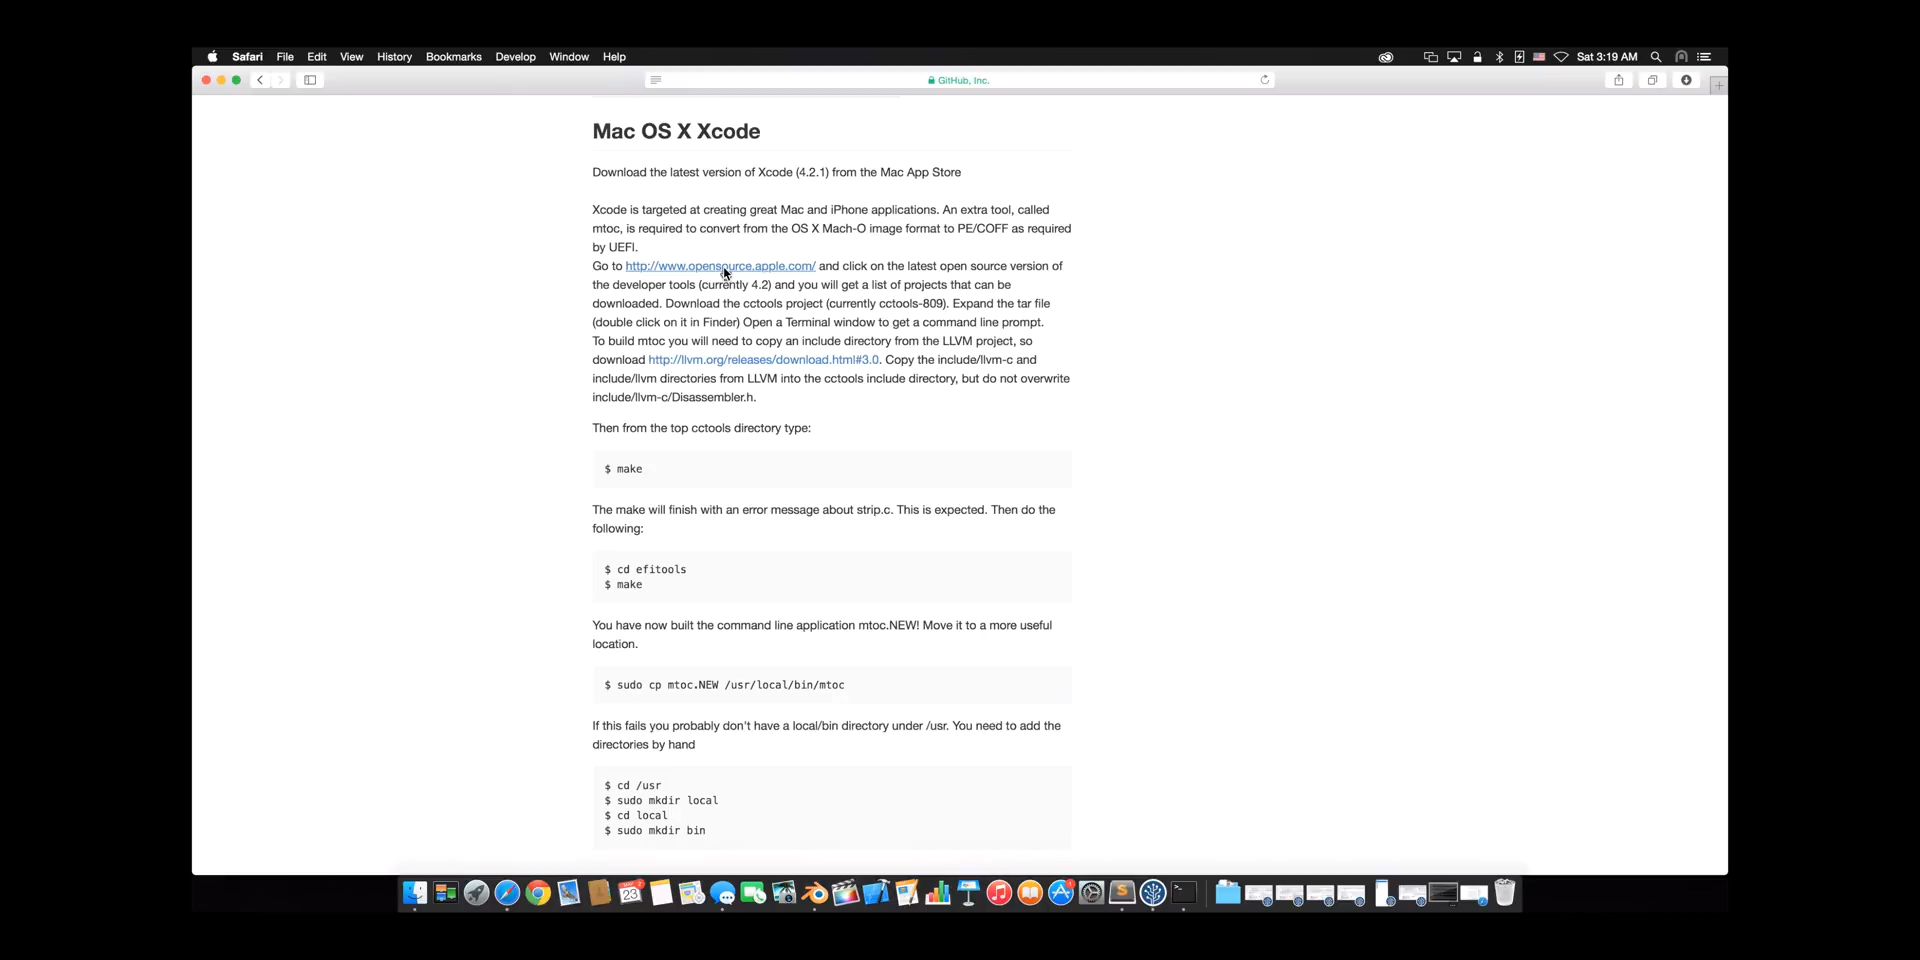 Safari File Edit View History Bookmarks Develop Window Help Sat 3:19 AM
GitHub, Inc.
Mac OS X Xcode
Download the latest version of Xcode (4.2.1) from the Mac App Store
Xcode is targeted at creating great Mac and iPhone applications. An extra tool, called
mtoc, is required to convert from the OS X Mach-O image format to PE/COFF as required
by UEFI.
Go to http://www.opensource.apple.com/ and click on the latest open source version of
the developer tools (currently 4.2) and you will get a list of projects that can be
downloaded. Download the cctools project (currently cctools-809). Expand the tar file
(double click on it in Finder) Open a Terminal window to get a command line prompt.
To build mtoc you will need to copy an include directory from the LLVM project, so
download http://llvm.org/releases/download.html#3.0. Copy the include/llvm-c and
include/llvm directories from LLVM into the cctools include directory, but do not overwrite
include/llvm-c/Disassembler.h.
Then from the top cctools directory type:
$ make
The make will finish with an error message about strip.c. This is expected. Then do the
following:
$ cd efitools
$ make
You have now built the command line application mtoc.NEW! Move it to a more useful
location.
$ sudo cp mtoc.NEW /usr/local/bin/mtoc
If this fails you probably don't have a local/bin directory under /usr. You need to add the
directories by hand
$ cd /usr
$ sudo mkdir local
$ cd local
$ sudo mkdir bin
23